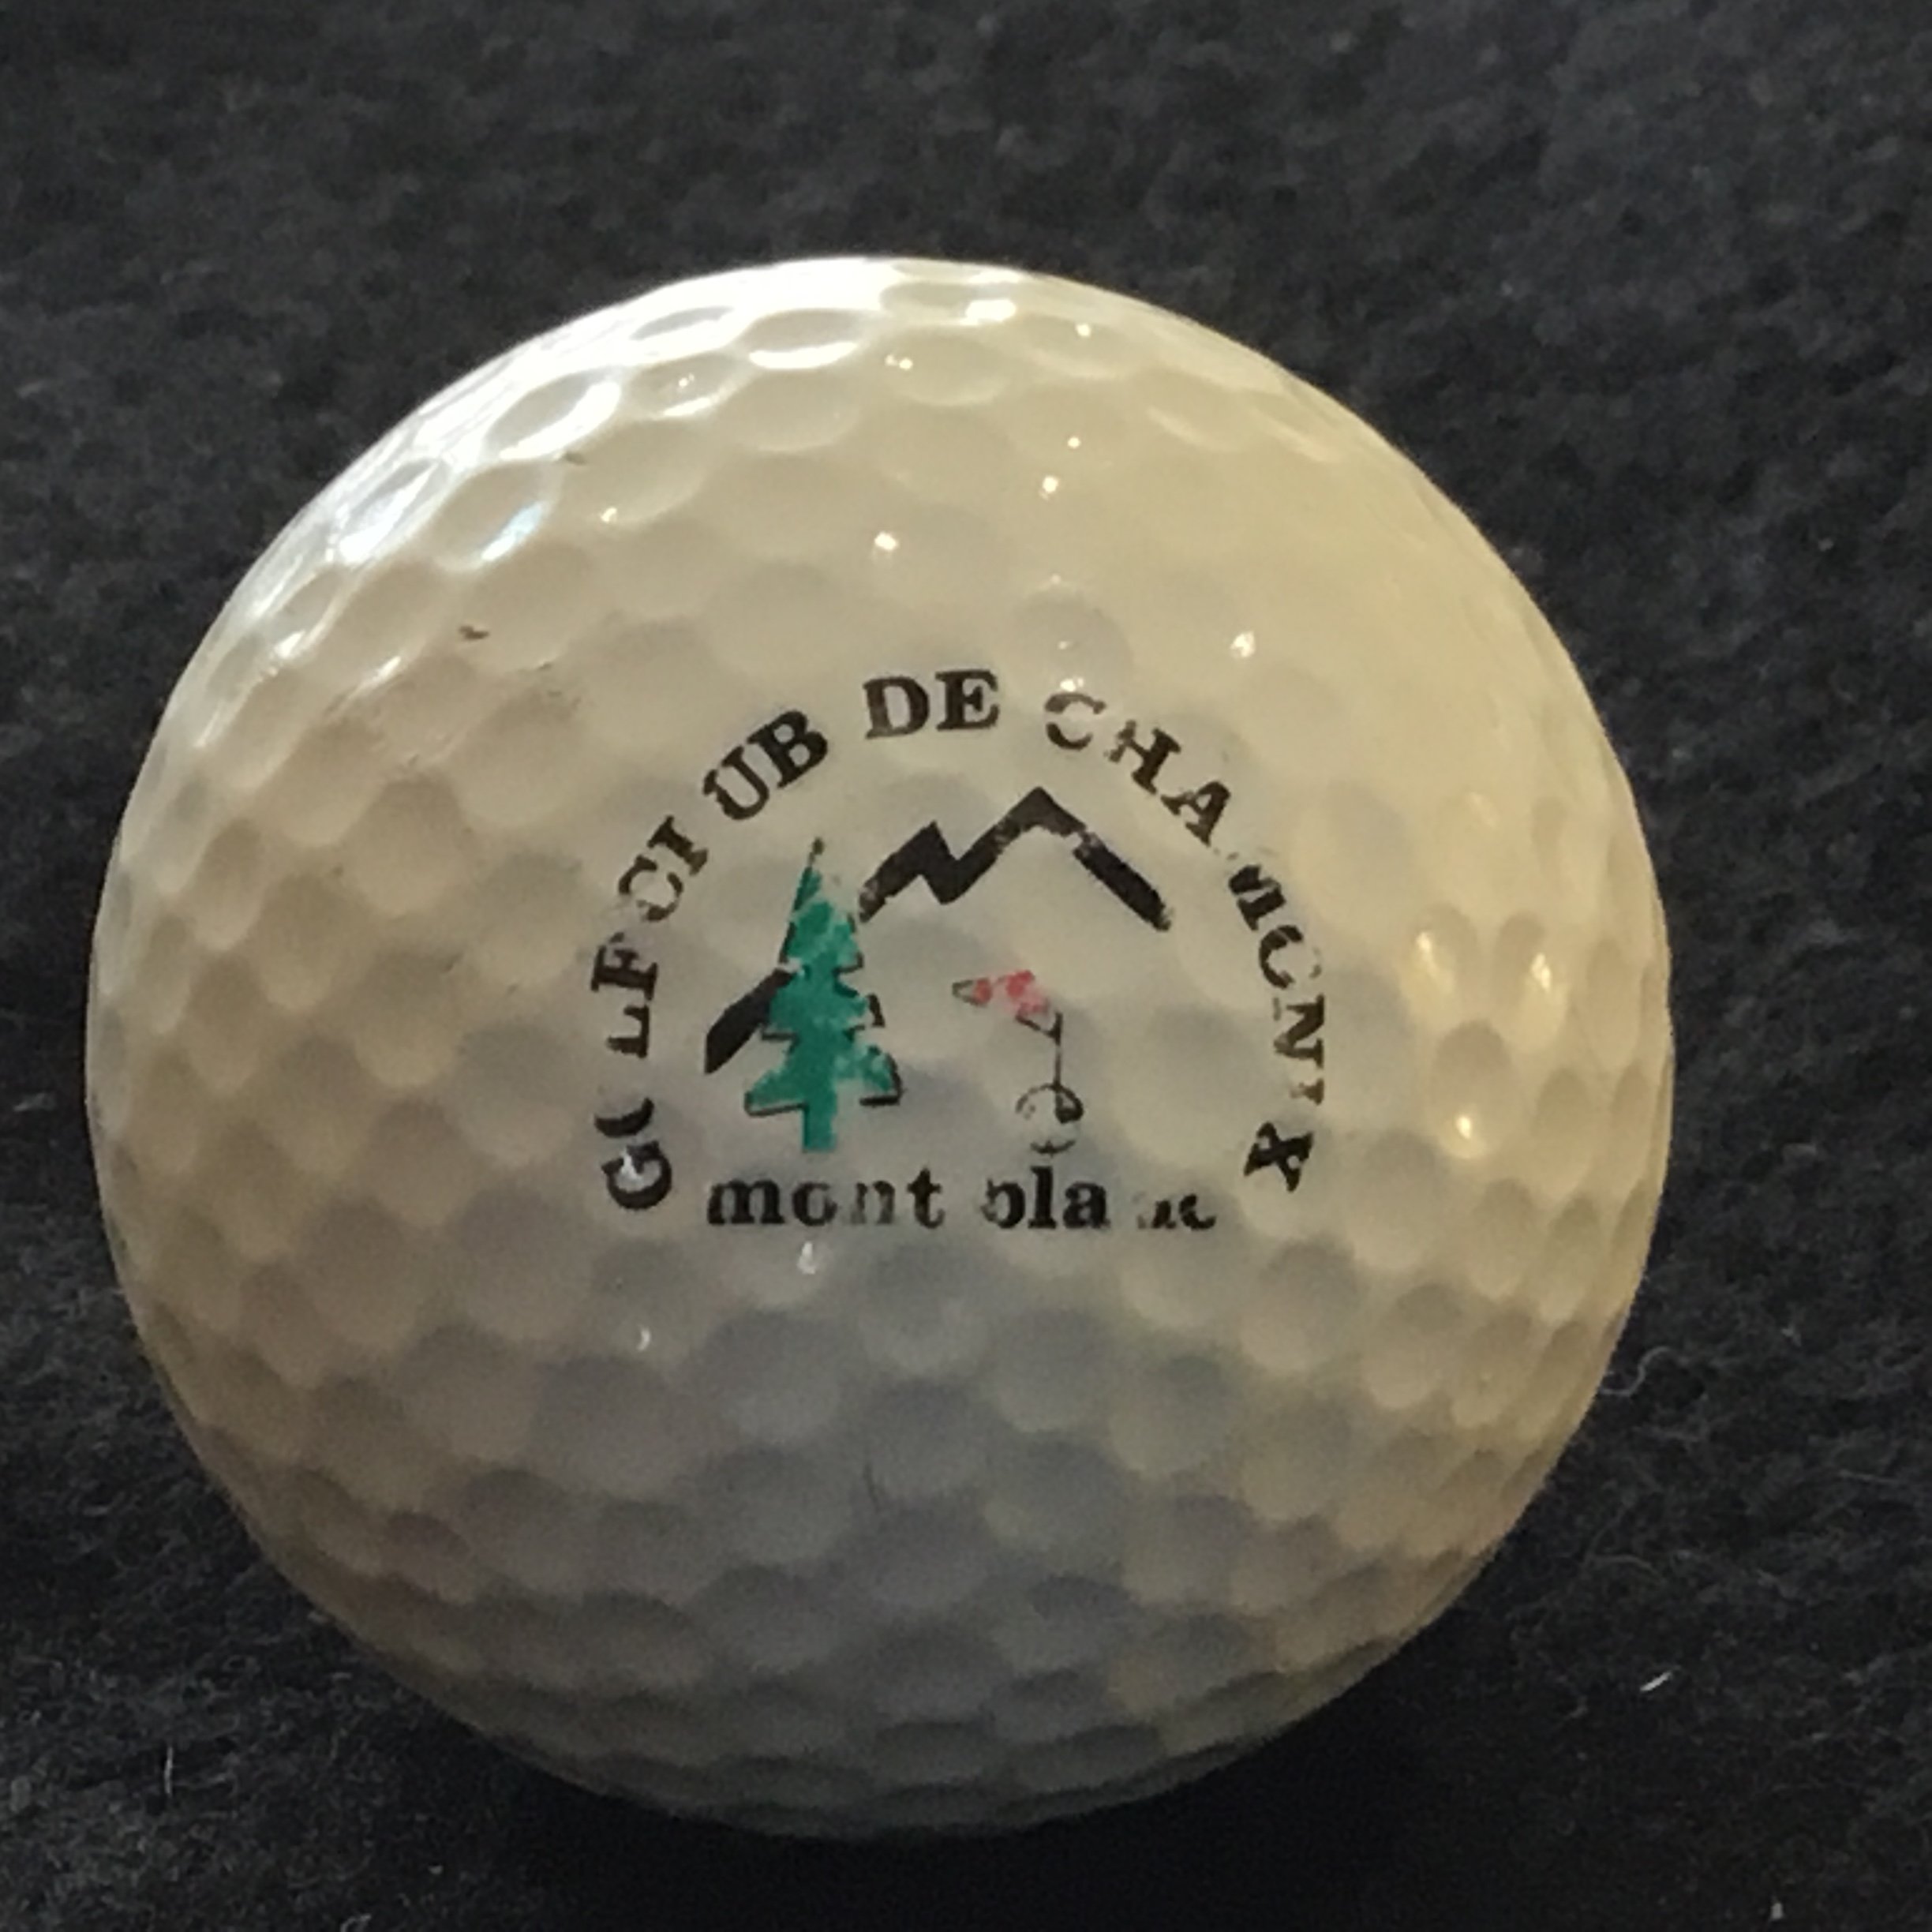 GOLF CLUB DE CHAMONIX
mont blanc